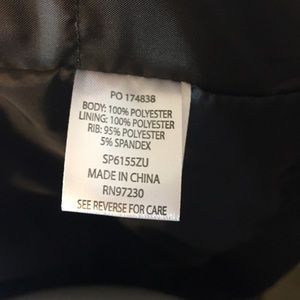 PO 174838
BODY: 100% POLYESTER
LINING: 100% POLYESTER
RIB: 95% POLYESTER
5% SPANDEX
SP6155ZU
MADE IN CHINA
RN97230
SEE REVERSE FOR CARE